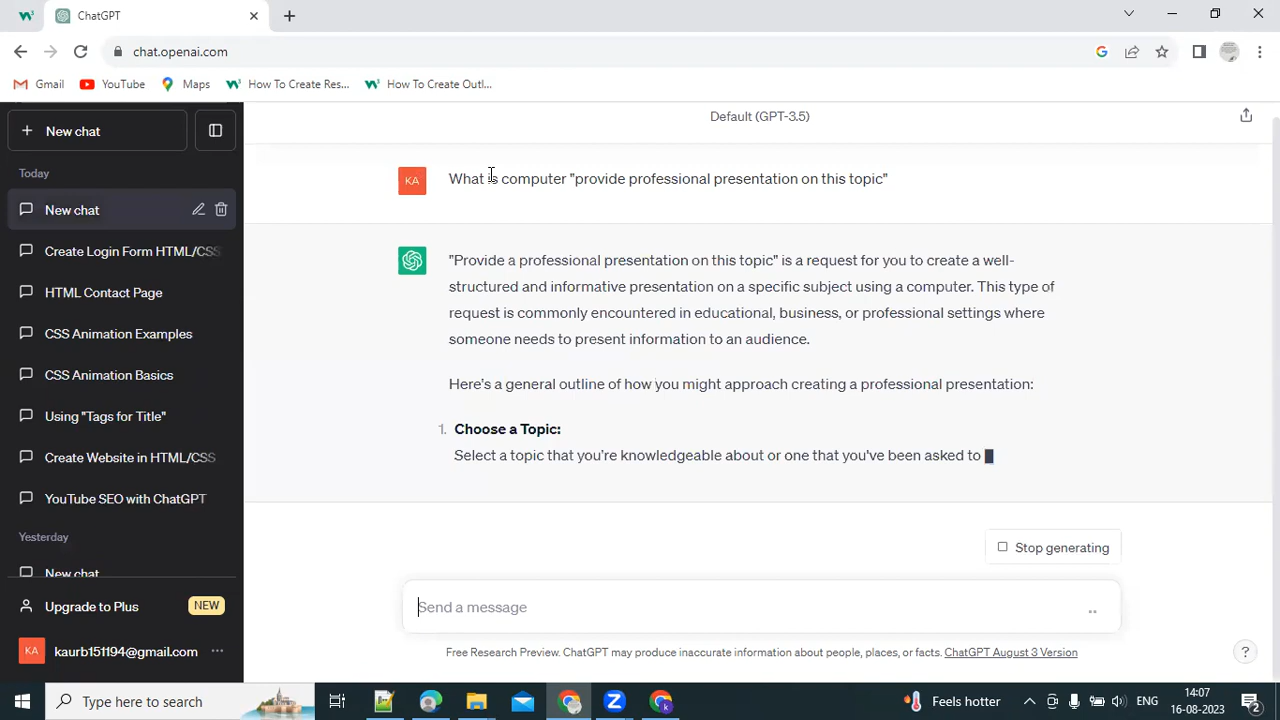 ChatGPT
chat.openai.com
Gmail
YouTube
Maps
How To Create Res...
How To Create Outl...
New chat
Default (GPT-3.5)
Today
New chat
Create Login Form HTML/CSS
HTML Contact Page
CSS Animation Examples
CSS Animation Basics
Using "Tags for Title"
Create Website in HTML/CSS
YouTube SEO with ChatGPT
Yesterday
New chat
Upgrade to Plus
NEW
KA
kaurb151194@gmail.com
KA
What is computer "provide professional presentation on this topic"
"Provide a professional presentation on this topic" is a request for you to create a well-
structured and informative presentation on a specific subject using a computer. This type of
request is commonly encountered in educational, business, or professional settings where
someone needs to present information to an audience.
Here's a general outline of how you might approach creating a professional presentation:
1. Choose a Topic:
Select a topic that you're knowledgeable about or one that you've been asked to
Stop generating
Send a message
Free Research Preview. ChatGPT may produce inaccurate information about people, places, or facts. ChatGPT August 3 Version
?
Type here to search
Feels hotter
ENG
14:07
16-08-2023
2